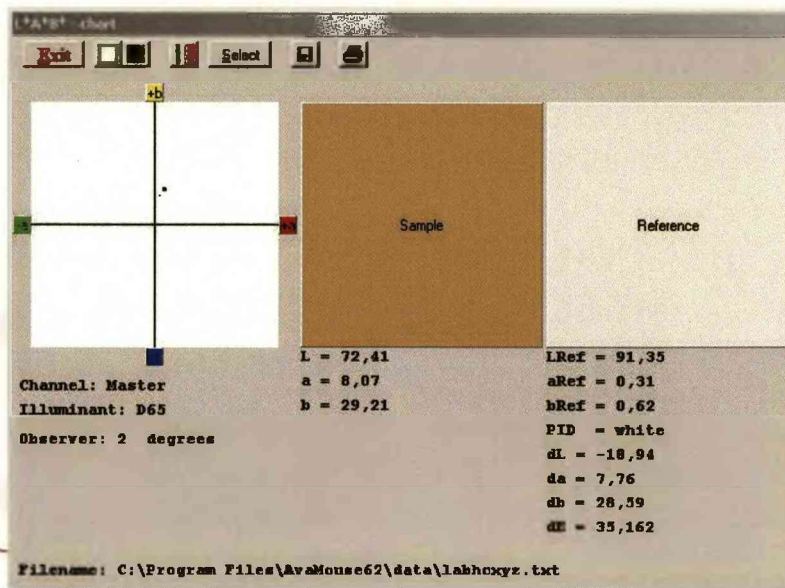 L*A*B* chart
Exit
Select
+b
-a
+a
Sample
Reference
L = 72,41
a = 8,07
b = 29,21
LRef = 91,35
aRef = 0,31
bRef = 0,62
PID = white
dL = -18,94
da = 7,76
db = 28,59
dE = 35,162
Channel: Master
Illuminant: D65
Observer: 2 degrees
Filename: C:\Program Files\AvaMouse62\data\labhcxyz.txt